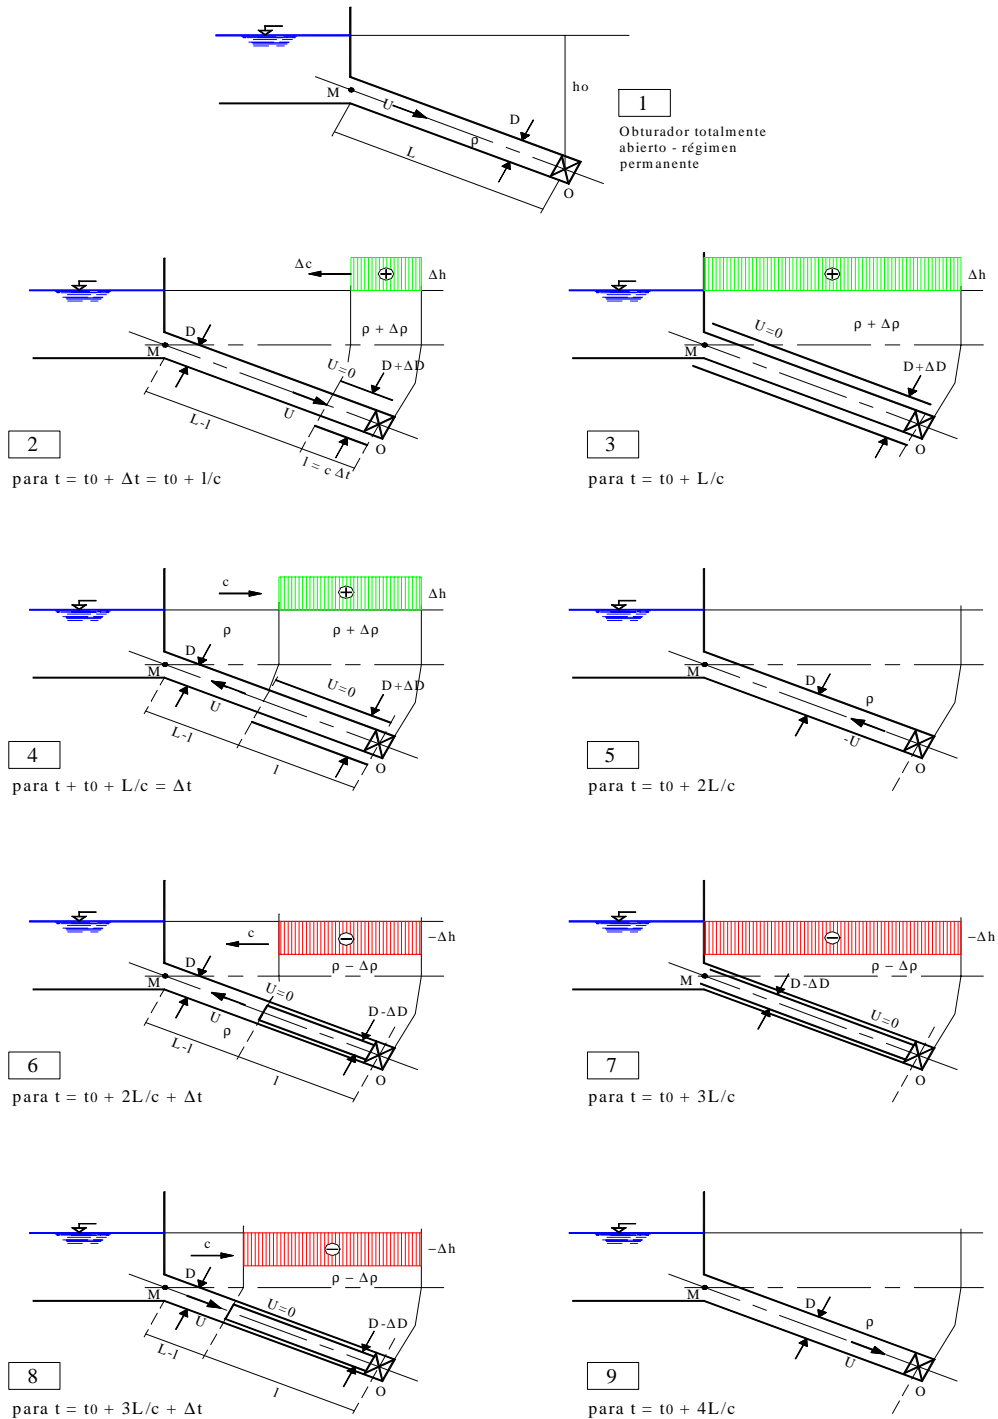 ho
M
U
1
D
Obturador totalmente
abierto - régimen
permanente
ρ
L
O
Δc
Δh
D
ρ + Δρ
M
U=0
D+ΔD
U
L-l
O
2
l = c Δt
para t = t0 + Δt = t0 + l/c
Δh
U=0
ρ + Δρ
M
D+ΔD
O
3
para t = t0 + L/c
c
Δh
ρ
ρ + Δρ
D
M
U=0
D+ΔD
U
L-l
O
4
l
para t + t0 + L/c = Δt
M
D
ρ
-U
O
5
para t = t0 + 2L/c
c
-Δh
D
ρ - Δρ
M
U=0
D-ΔD
U
ρ
L-l
O
6
l
para t = t0 + 2L/c + Δt
-Δh
ρ - Δρ
M
D-ΔD
U=0
O
7
para t = t0 + 3L/c
c
-Δh
D
ρ - Δρ
M
U=0
D-ΔD
U
L-l
O
8
l
para t = t0 + 3L/c + Δt
M
D
ρ
U
O
9
para t = t0 + 4L/c